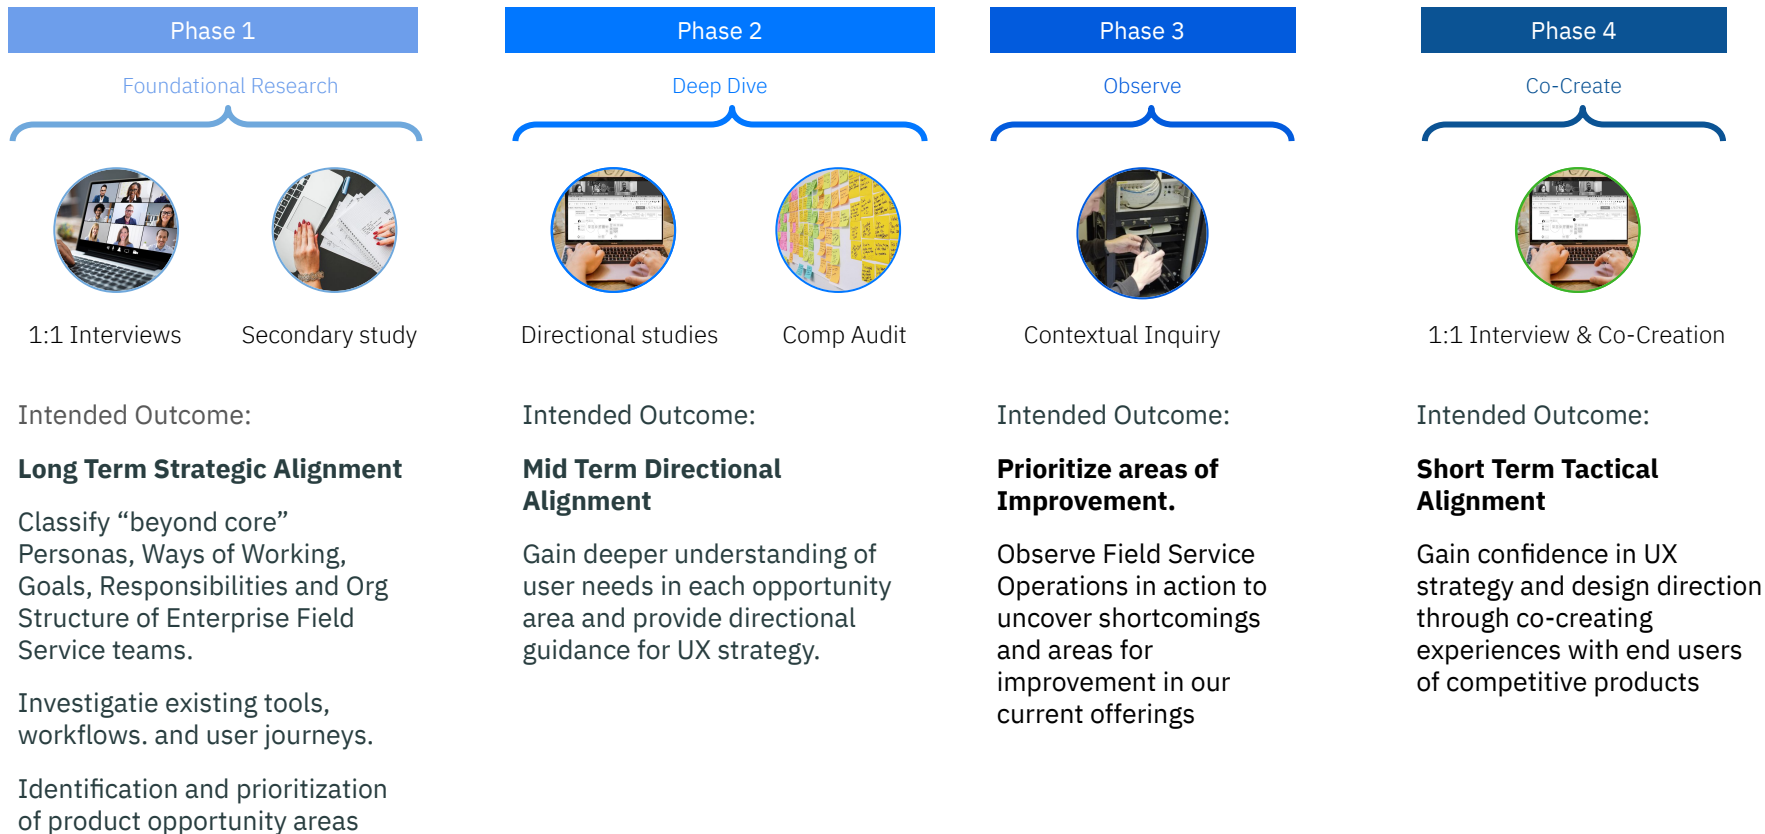 Phase 1
Foundational Research
1:1 Interviews
Secondary study
Intended Outcome:
Long Term Strategic Alignment
Classify “beyond core”
Personas, Ways of Working,
Goals, Responsibilities and Org
Structure of Enterprise Field
Service teams.
Investigatie existing tools,
workflows. and user journeys.
Identification and prioritization
of product opportunity areas
Phase 2
Deep Dive
Directional studies
Comp Audit
Intended Outcome:
Mid Term Directional
Alignment
Gain deeper understanding of
user needs in each opportunity
area and provide directional
guidance for UX strategy.
Phase 3
Observe
Contextual Inquiry
Intended Outcome:
Prioritize areas of
Improvement.
Observe Field Service
Operations in action to
uncover shortcomings
and areas for
improvement in our
current offerings
Phase 4
Co-Create
1:1 Interview & Co-Creation
Intended Outcome:
Short Term Tactical
Alignment
Gain confidence in UX
strategy and design direction
through co-creating
experiences with end users
of competitive products